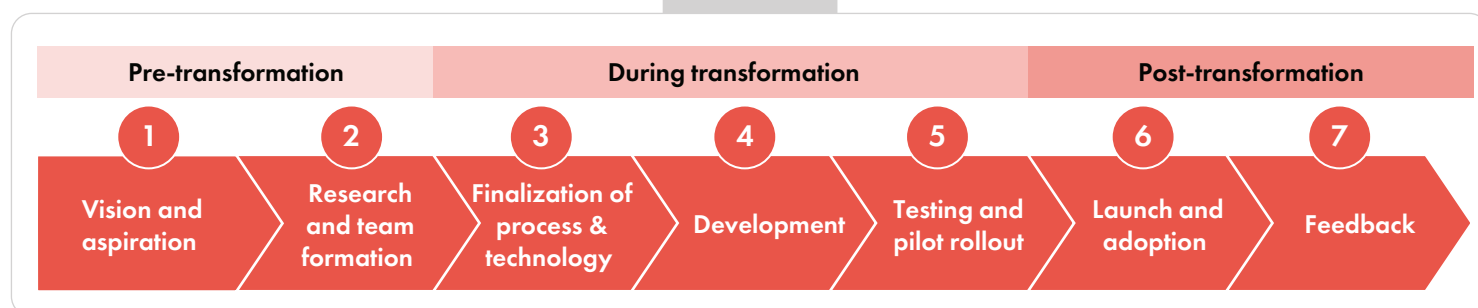 Pre-transformation
During transformation
Post-transformation
1
2
3
4
5
6
7
Vision and
aspiration
Research
and team
formation
Finalization of
process &
technology
Development
Testing and
pilot rollout
Launch and
adoption
Feedback